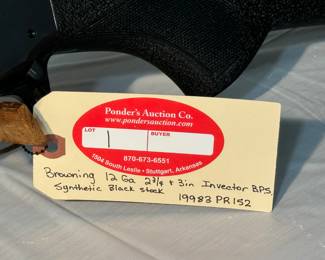 Ponder's Auction Co.
www.pondersauction.com
LOT
BUYER
1
870-673-6551
1504 South Leslie • Stuttgart, Arkansas
Browning 12 Ga 2 3/4 + 3in Invector B.P.S.
Synthetic Black stock
19983 PR152